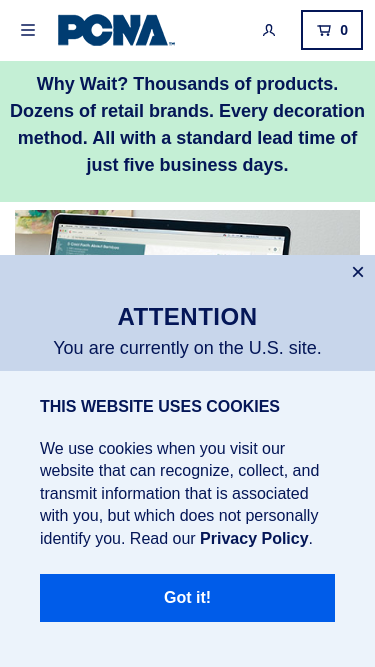 PCNA
0
Why Wait? Thousands of products.
Dozens of retail brands. Every decoration
method. All with a standard lead time of
just five business days.
×
ATTENTION
You are currently on the U.S. site.
THIS WEBSITE USES COOKIES
We use cookies when you visit our
website that can recognize, collect, and
transmit information that is associated
with you, but which does not personally
identify you. Read our Privacy Policy.
Got it!